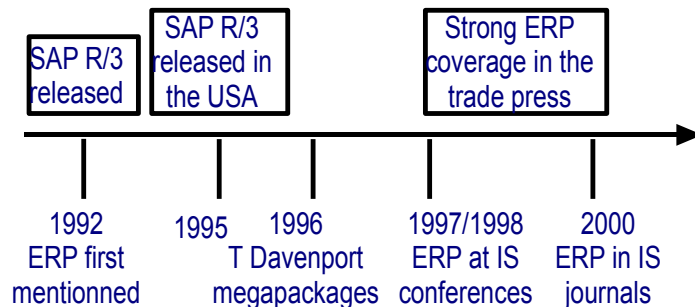 SAP R/3
released
SAP R/3
released in
the USA
Strong ERP
coverage in the
trade press
1992
ERP first
mentionned
1995
1996
T Davenport
megapackages
1997/1998
ERP at IS
conferences
2000
ERP in IS
journals